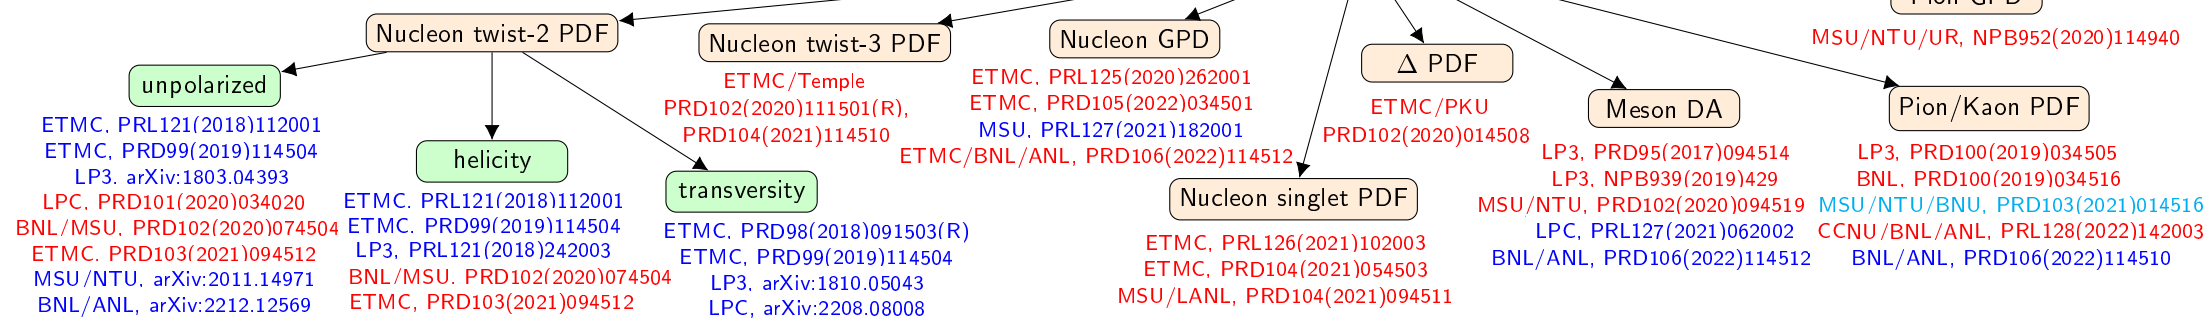 Nucleon twist-2 PDF
unpolarized
ETMC, PRL121(2018)112001
ETMC, PRD99(2019)114504
LP3. arXiv:1803.04393
LPC, PRD101(2020)034020
BNL/MSU, PRD102(2020)074504
ETMC. PRD103(2021)094512
MSU/NTU, arXiv:2011.14971
BNL/ANL, arXiv:2212.12569
helicity
ETMC. PRL121(2018)112001
ETMC. PRD99(2019)114504
LP3, PRL121(2018)242003
BNL/MSU. PRD102(2020)074504
ETMC, PRD103(2021)094512
transversity
ETMC, PRD98(2018)091503(R)
ETMC, PRD99(2019)114504
LP3, arXiv:1810.05043
LPC, arXiv:2208.08008
Nucleon twist-3 PDF
ETMC/Temple
PRD102(2020)111501(R),
PRD104(2021)114510
Nucleon GPD
ETMC. PRL125(2020)262001
ETMC, PRD105(2022)034501
MSU, PRL127(2021)182001
ETMC/BNL/ANL, PRD106(2022)114512
Nucleon singlet PDF
ETMC, PRL126(2021)102003
ETMC, PRD104(2021)054503
MSU/LANL, PRD104(2021)094511
Δ PDF
ETMC/PKU
PRD102(2020)014508
Meson DA
LP3, PRD95(2017)094514
LP3, NPB939(2019)429
MSU/NTU, PRD102(2020)094519
LPC, PRL127(2021)062002
BNL/ANL, PRD106(2022)114512
Pion GPD
MSU/NTU/UR, NPB952(2020)114940
Pion/Kaon PDF
LP3, PRD100(2019)034505
BNL, PRD100(2019)034516
MSU/NTU/BNU, PRD103(2021)014516
CCNU/BNL/ANL, PRL128(2022)142003
BNL/ANL, PRD106(2022)114510